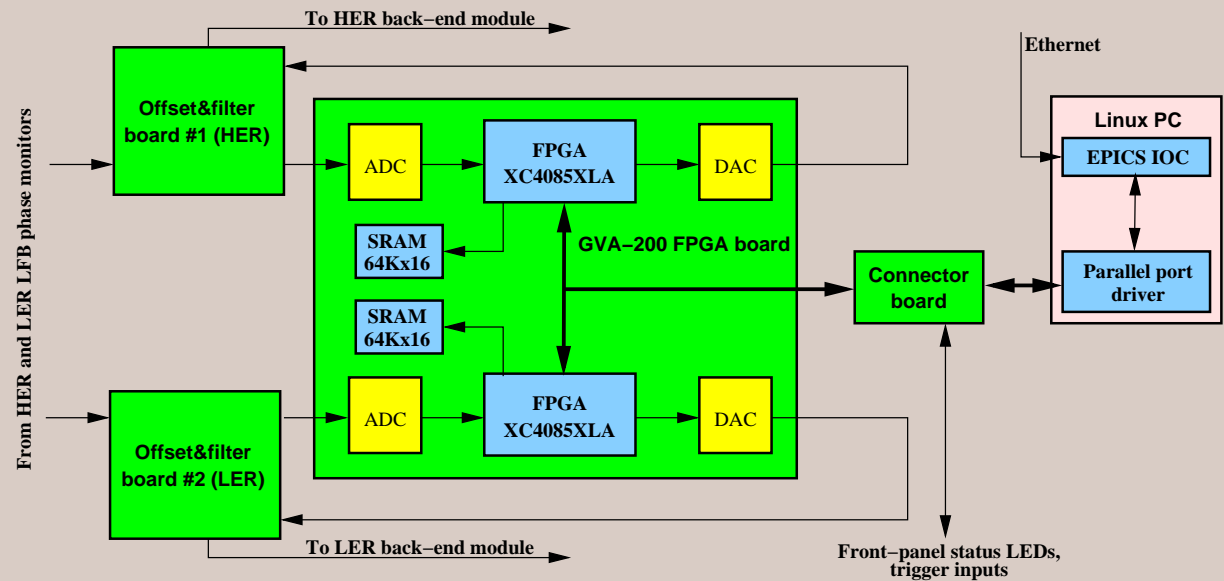 To HER back−end module
Ethernet
Offset&filter
board #1 (HER)
Linux PC
EPICS IOC
ADC
FPGA
XC4085XLA
DAC
SRAM
64Kx16
GVA−200 FPGA board
Connector
board
Parallel port
driver
SRAM
64Kx16
From HER and LER LFB phase monitors
ADC
FPGA
XC4085XLA
DAC
Offset&filter
board #2 (LER)
To LER back−end module
Front−panel status LEDs,
trigger inputs